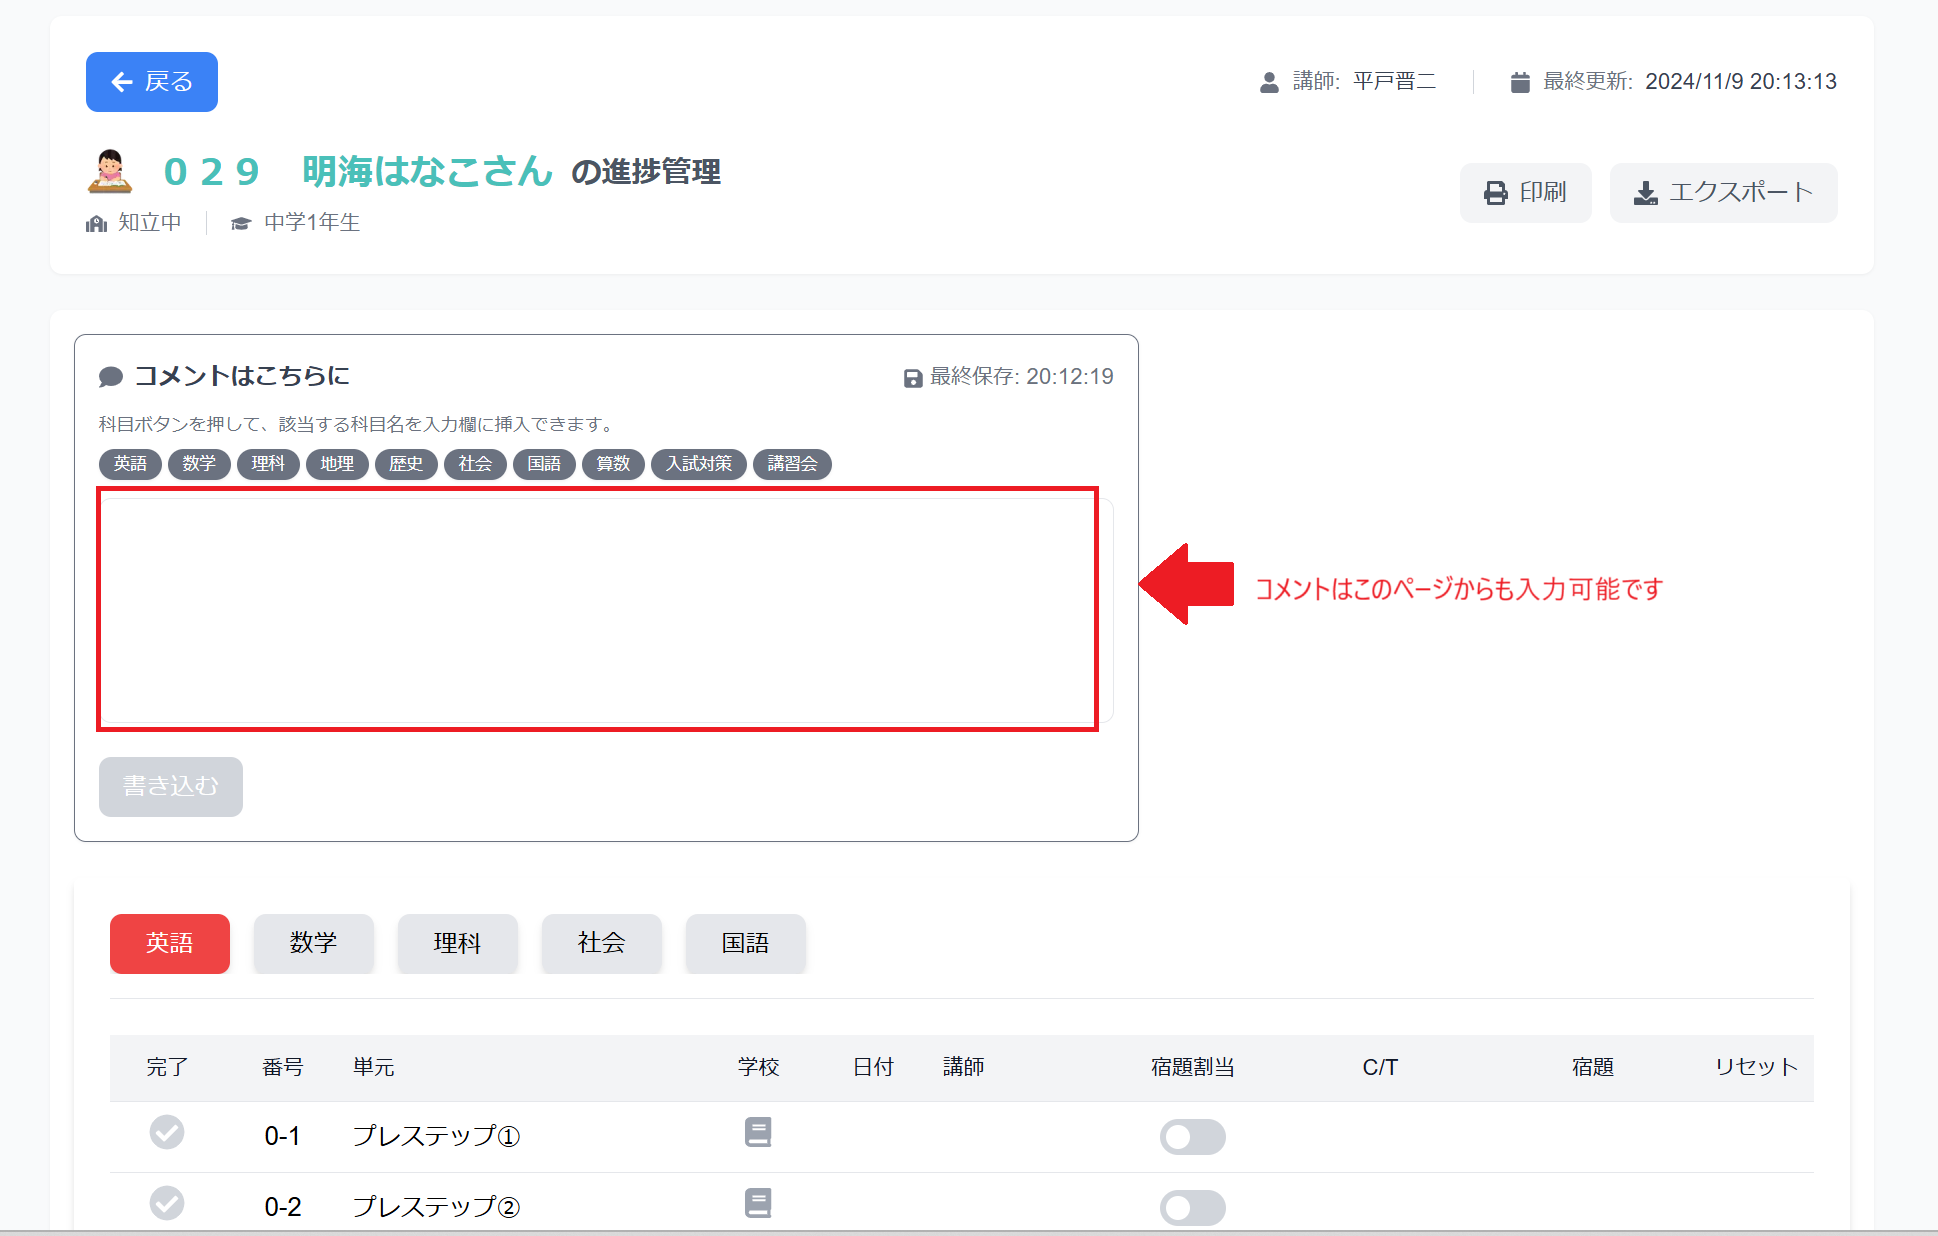 戻る
講師: 平戸晋二
最終更新: 2024/11/9 20:13:13
０２９　明海はなこさん の進捗管理
知立中
中学1年生
印刷
エクスポート
コメントはこちらに
最終保存: 20:12:19
科目ボタンを押して、該当する科目名を入力欄に挿入できます。
英語 数学 理科 地理 歴史 社会 国語 算数 入試対策 講習会
コメントはこのページからも入力可能です
書き込む
英語 数学 理科 社会 国語
完了 番号 単元 学校 日付 講師 宿題割当 C/T 宿題 リセット
0-1 プレステップ①
0-2 プレステップ②